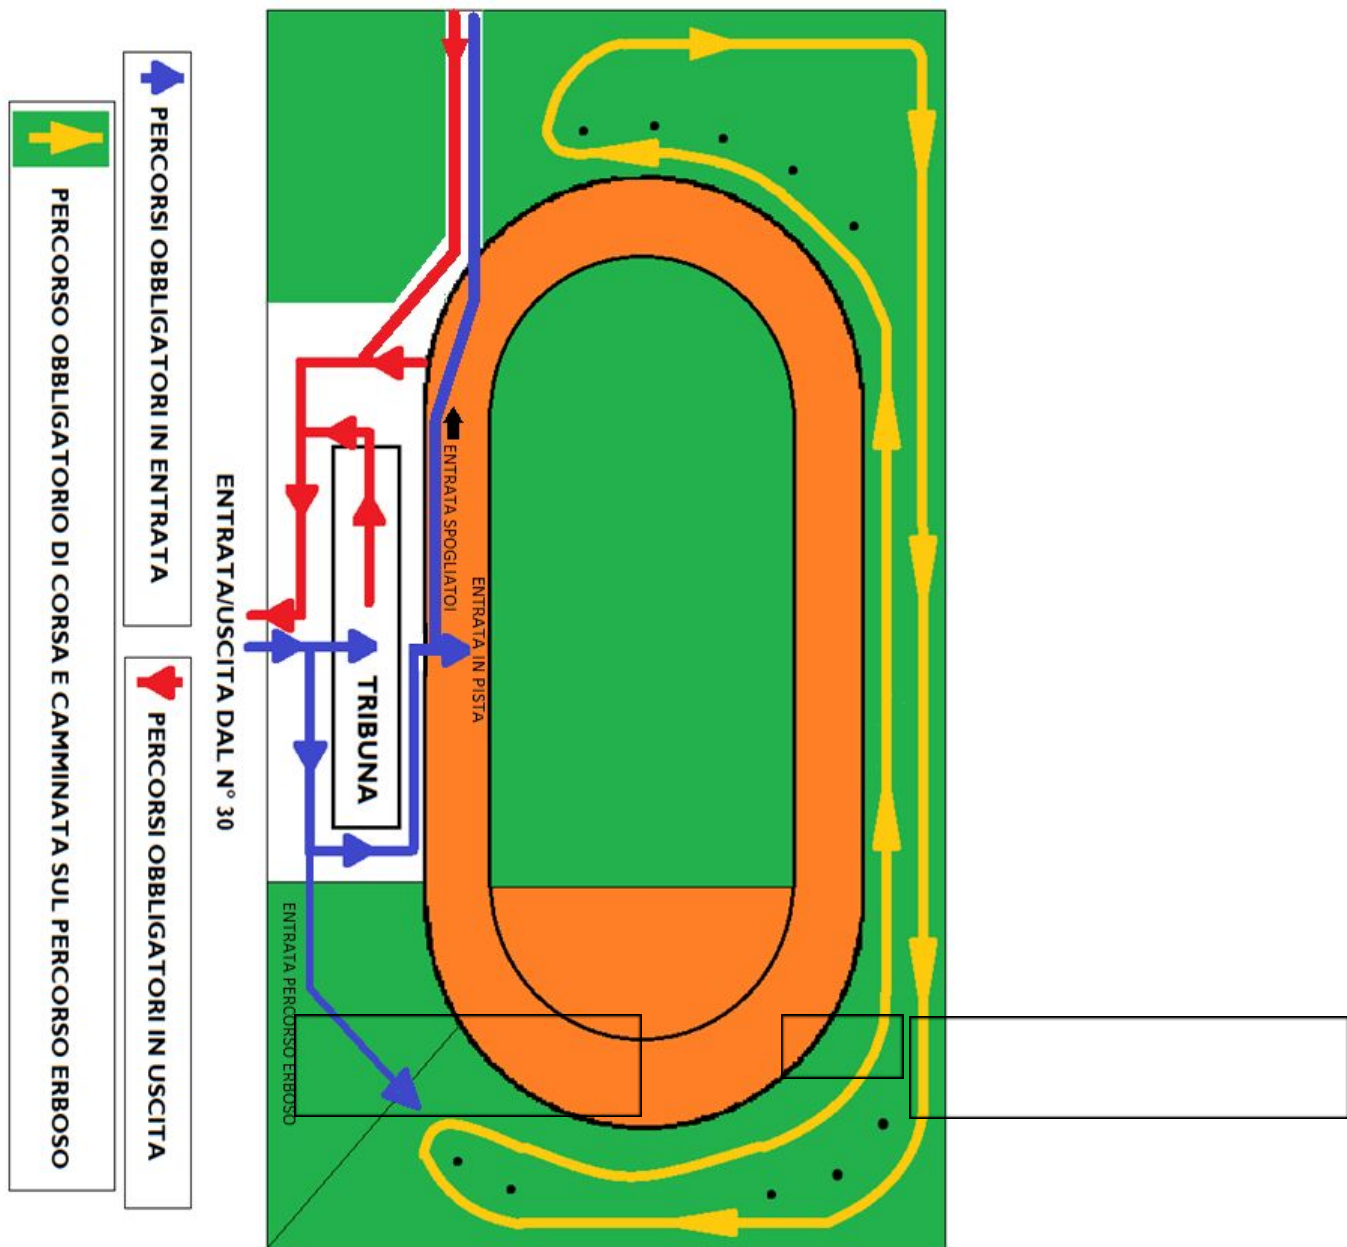 PERCORSO OBBLIGATORIO DI CORSA E CAMMINATA SUL PERCORSO ERBOSO
PERCORSI OBBLIGATORI IN ENTRATA
PERCORSI OBBLIGATORI IN USCITA
ENTRATA/USCITA DAL N° 30
TRIBUNA
ENTRATA SPOGLIATOI
ENTRATA IN PISTA
ENTRATA PERCORSO ERBOSO